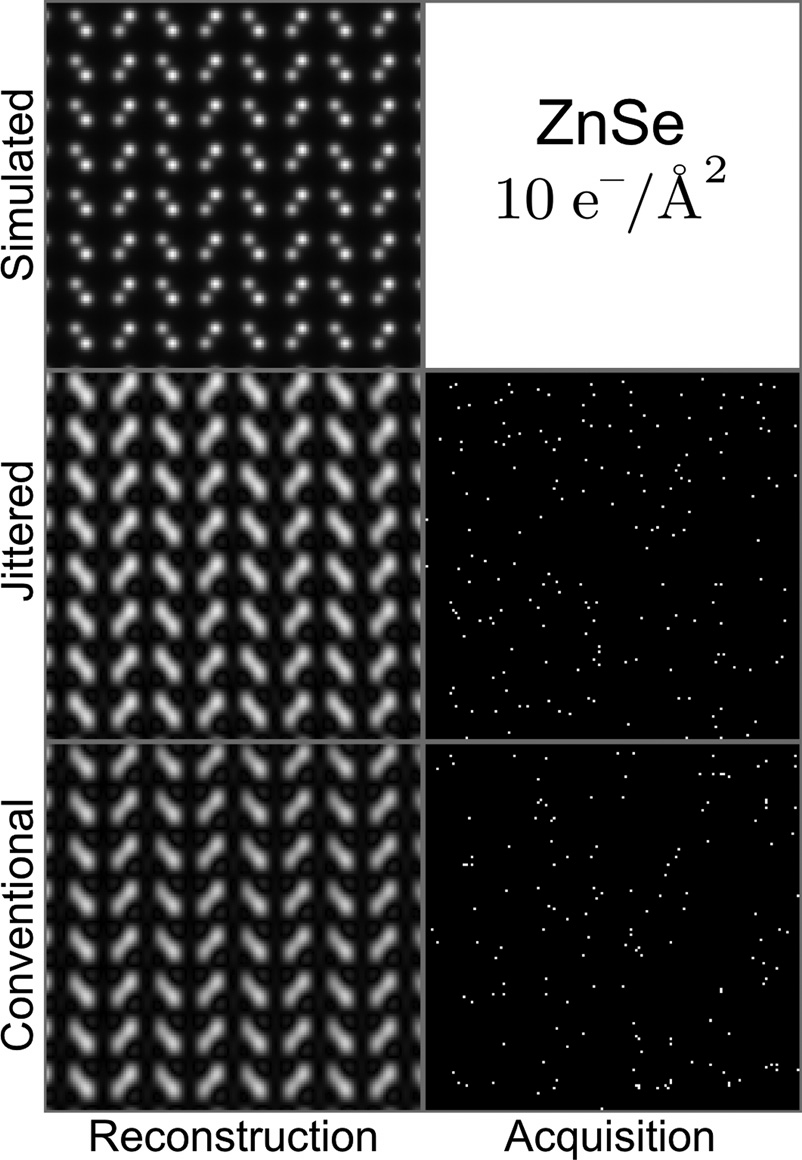 Simulated
ZnSe
10 e⁻/Å²
Jittered
Conventional
Reconstruction
Acquisition